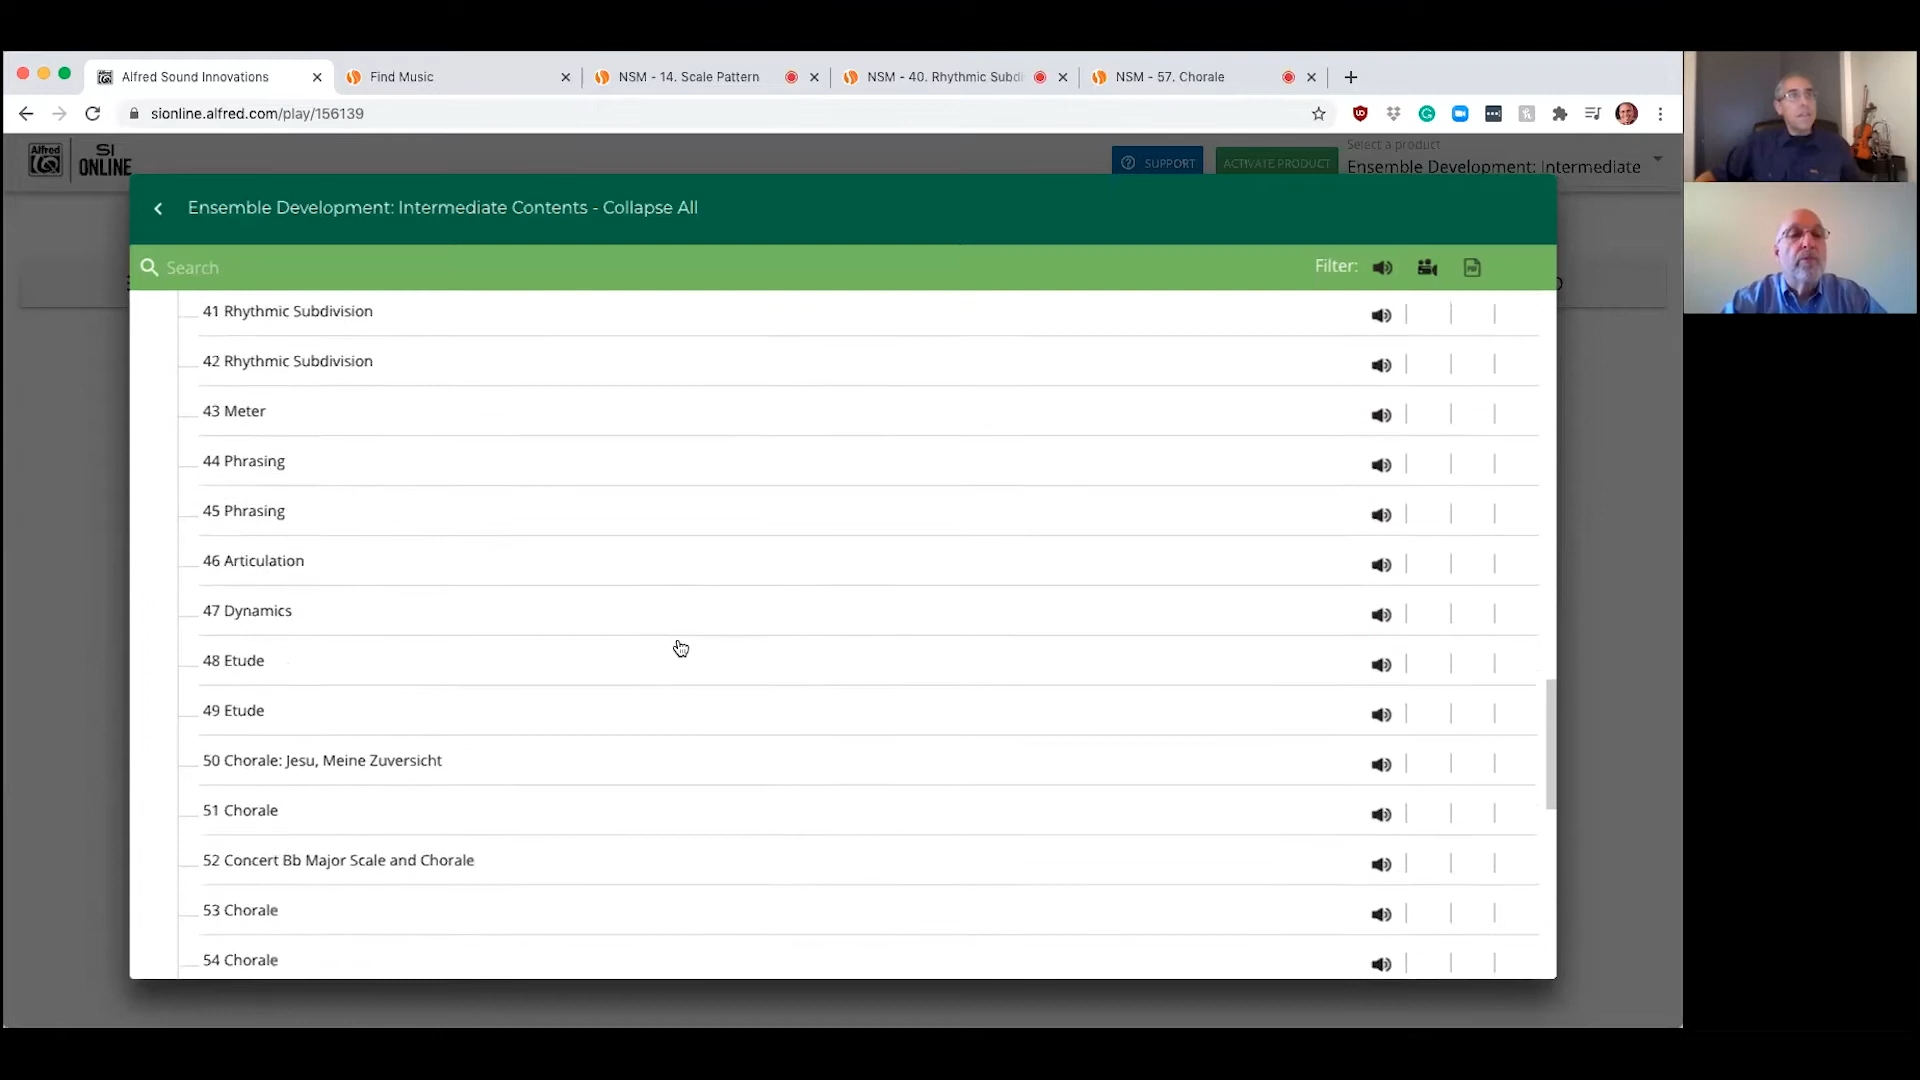 Alfred Sound Innovations
Find Music
NSM - 14. Scale Pattern
NSM - 40. Rhythmic Subdi
NSM - 57. Chorale
sionline.alfred.com/play/156139
Alfred
SI
ONLINE
SUPPORT
ACTIVATE PRODUCT
Select a product
Ensemble Development: Intermediate
Ensemble Development: Intermediate Contents - Collapse All
Search
Filter:
41 Rhythmic Subdivision
42 Rhythmic Subdivision
43 Meter
44 Phrasing
45 Phrasing
46 Articulation
47 Dynamics
48 Etude
49 Etude
50 Chorale: Jesu, Meine Zuversicht
51 Chorale
52 Concert Bb Major Scale and Chorale
53 Chorale
54 Chorale